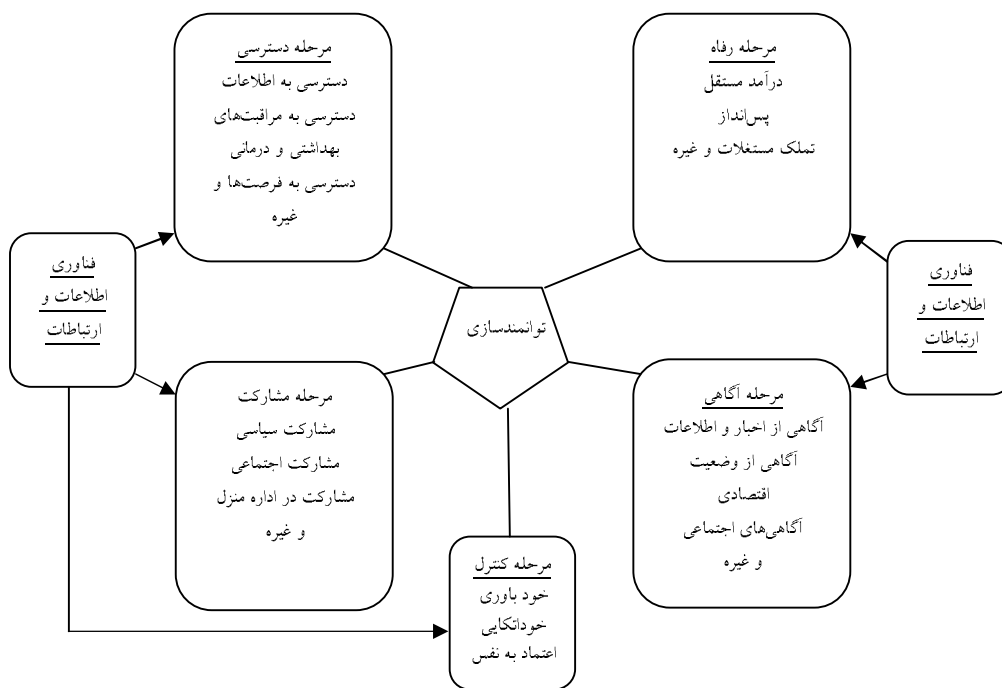 مرحله رفاه
درآمد مستقل
پس‌انداز
تملک مستغلات و غیره
مرحله دسترسی
دسترسی به اطلاعات
دسترسی به مراقبت‌های
بهداشتی و درمانی
دسترسی به فرصت‌ها و
غیره
فناوری
اطلاعات و
ارتباطات
توانمندسازی
فناوری
اطلاعات و
ارتباطات
مرحله آگاهی
آگاهی از اخبار و اطلاعات
آگاهی از وضعیت
اقتصادی
آگاهی‌های اجتماعی
و غیره
مرحله مشارکت
مشارکت سیاسی
مشارکت اجتماعی
مشارکت در اداره منزل
و غیره
مرحله کنترل
خود باوری
خوداتکایی
اعتماد به نفس